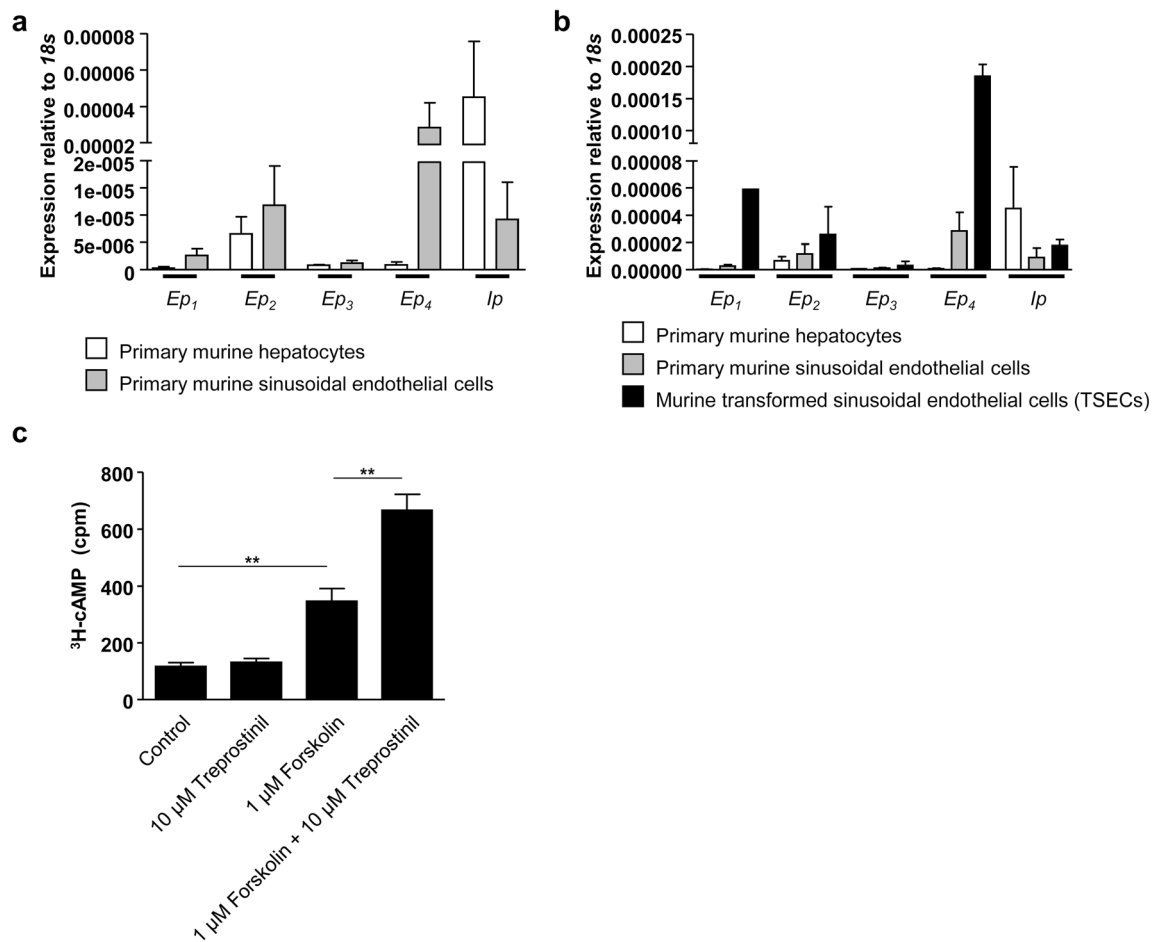 a
Expression relative to 18s
0.00008
0.00006
0.00004
0.00002
2e-005
1e-005
1e-005
5e-006
0
Ep1 Ep2 Ep3 Ep4 Ip
Primary murine hepatocytes
Primary murine sinusoidal endothelial cells
b
Expression relative to 18s
0.00025
0.00020
0.00015
0.00010
0.00008
0.00006
0.00004
0.00002
0.00000
Ep1 Ep2 Ep3 Ep4 Ip
Primary murine hepatocytes
Primary murine sinusoidal endothelial cells
Murine transformed sinusoidal endothelial cells (TSECs)
c
³H-cAMP (cpm)
800
600
400
200
0
**
**
Control
10 µM Treprostinil
1 µM Forskolin
1 µM Forskolin + 10 µM Treprostinil